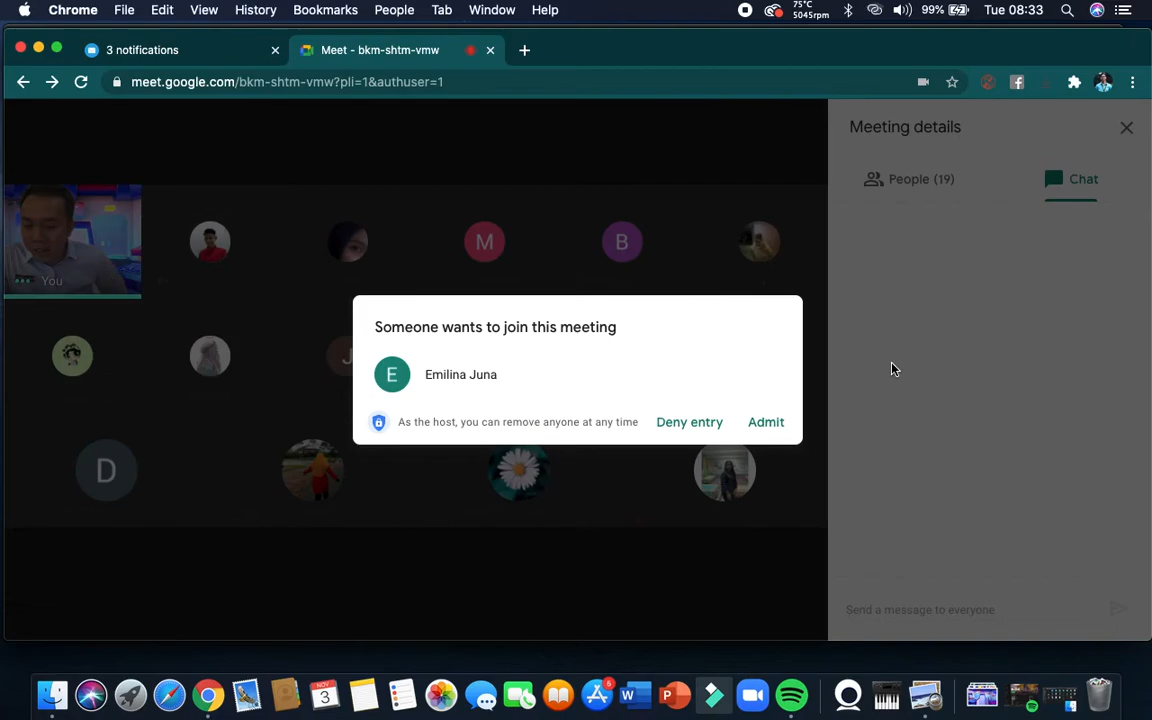 Chrome File Edit View History Bookmarks People Tab Window Help 75°C 5045rpm 99% Tue 08:33
3 notifications Meet - bkm-shtm-vmw
meet.google.com/bkm-shtm-vmw?pli=1&authuser=1
Meeting details
People (19) Chat
M B
You
Someone wants to join this meeting
J
E Emilina Juna
As the host, you can remove anyone at any time Deny entry Admit
D
Send a message to everyone
NOV 3 6 W P